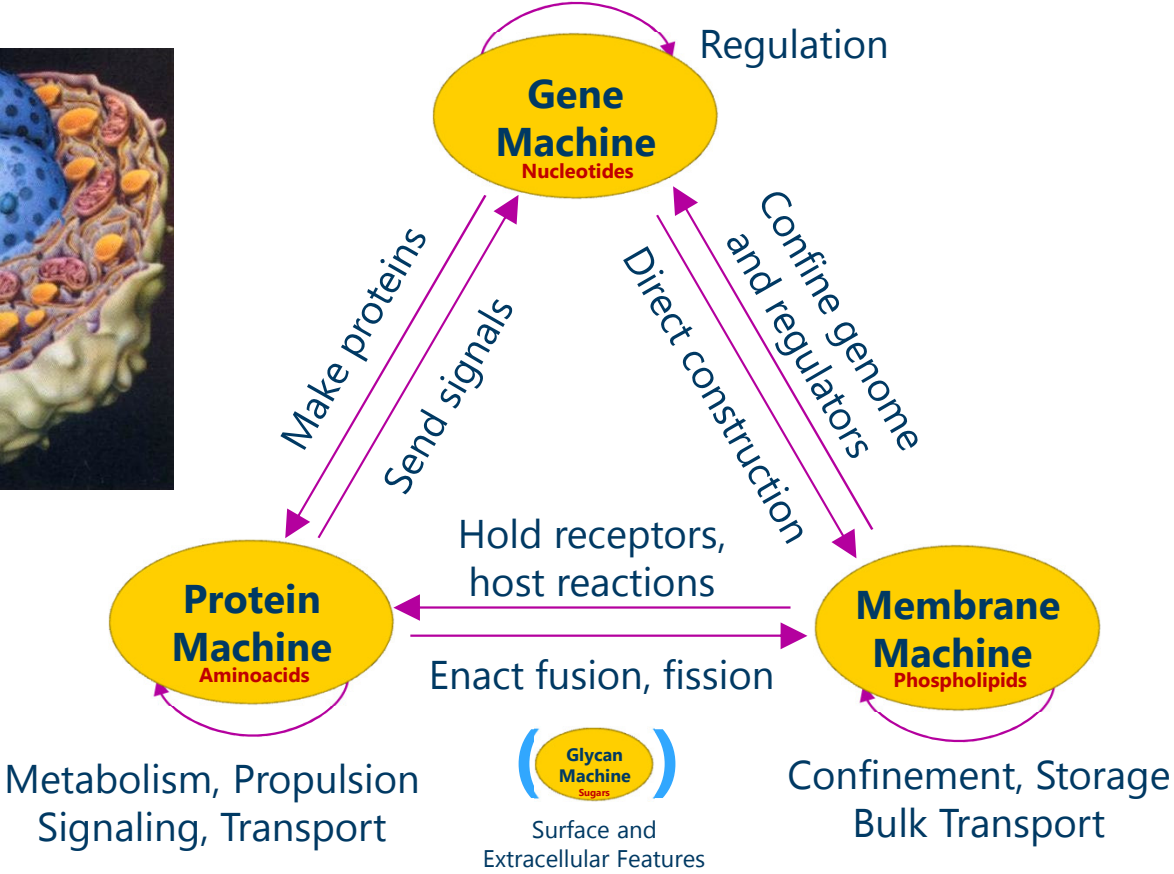 Regulation
Gene
Machine
Nucleotides
Make proteins
Send signals
Direct construction
Confine genome
and regulators
Hold receptors,
host reactions
Protein
Machine
Aminoacids
Membrane
Machine
Phospholipids
Enact fusion, fission
Metabolism, Propulsion
Signaling, Transport
(Glycan
Machine
Sugars)
Surface and
Extracellular Features
Confinement, Storage
Bulk Transport